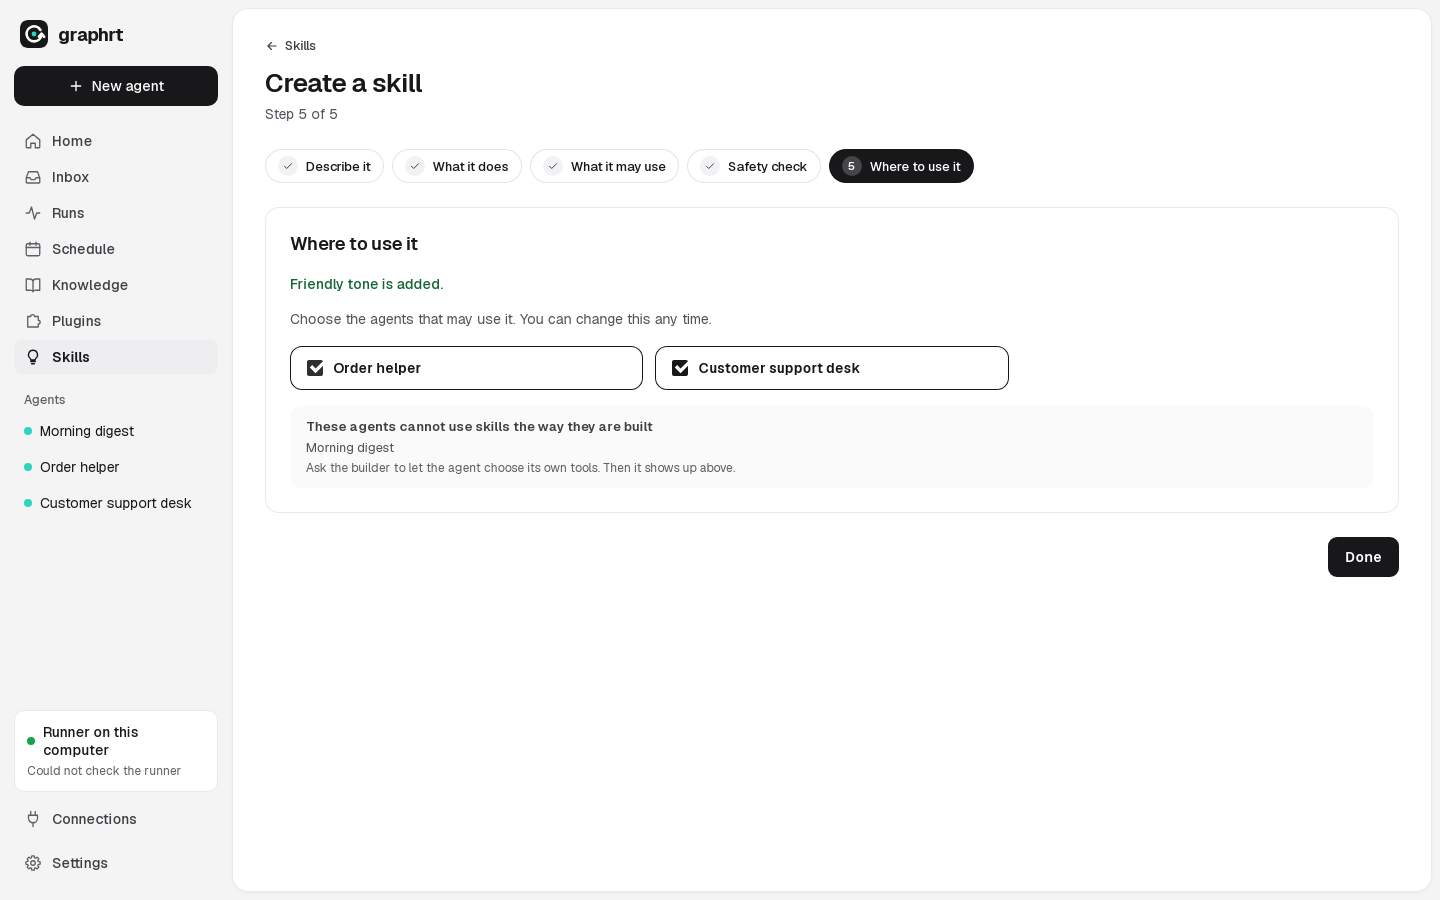 graphrt
New agent
Home
Inbox
Runs
Schedule
Knowledge
Plugins
Skills
Agents
Morning digest
Order helper
Customer support desk
Runner on this
computer
Could not check the runner
Connections
Settings
Skills
Create a skill
Step 5 of 5
Describe it
What it does
What it may use
Safety check
5 Where to use it
Where to use it
Friendly tone is added.
Choose the agents that may use it. You can change this any time.
Order helper
Customer support desk
These agents cannot use skills the way they are built
Morning digest
Ask the builder to let the agent choose its own tools. Then it shows up above.
Done